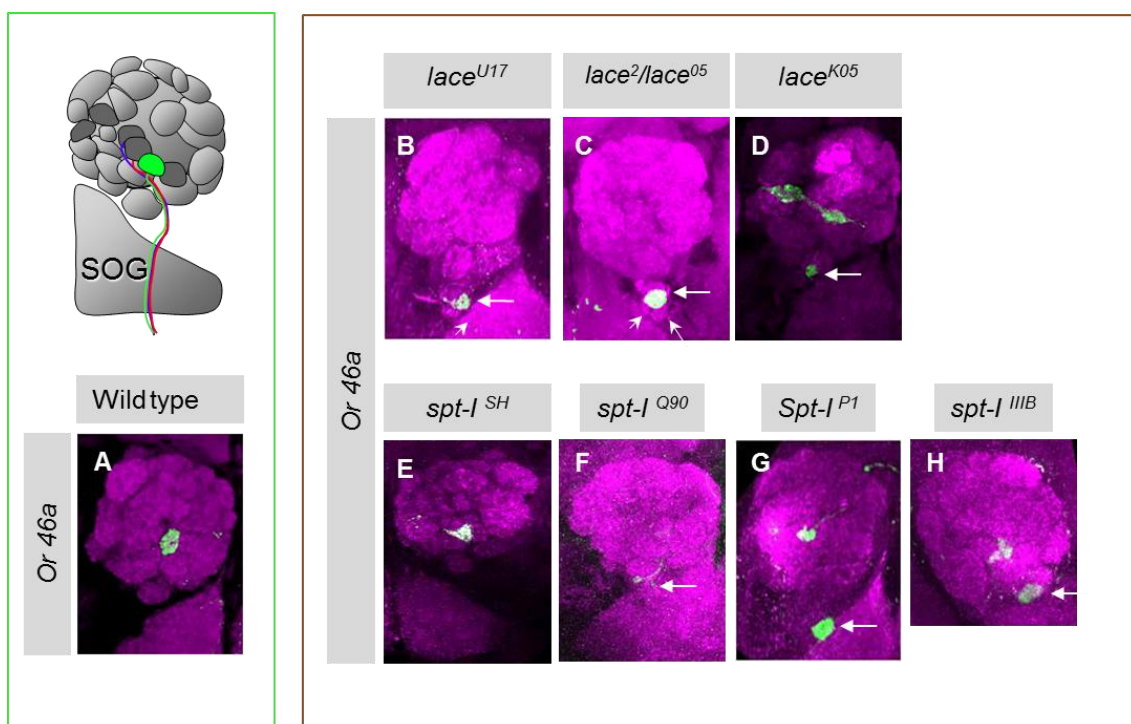 SOG
Wild type
Or 46a
A
lace^U17
lace^2/lace^05
lace^K05
Or 46a
B
C
D
spt-I^SH
spt-I^Q90
Spt-I^P1
spt-I^IIIB
E
F
G
H